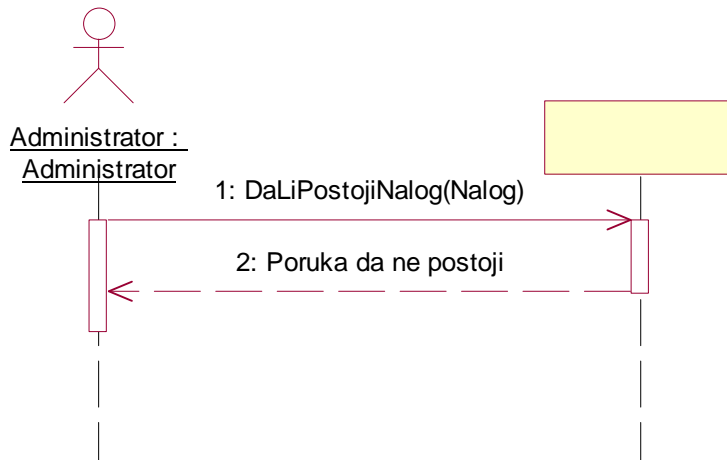 Administrator :
Administrator
1: DaLiPostojiNalog(Nalog)
2: Poruka da ne postoji